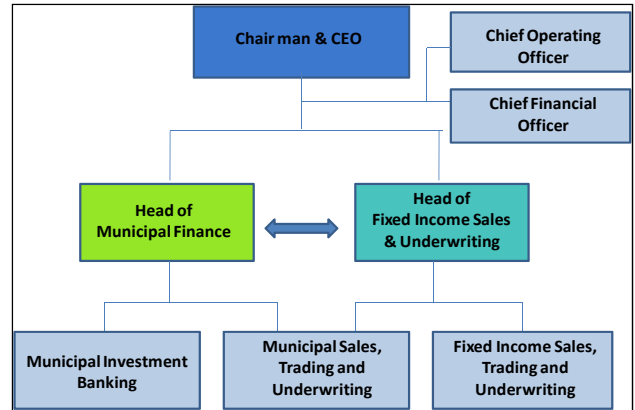 Chair man & CEO
Chief Operating
Officer
Chief Financial
Officer
Head of
Municipal Finance
Head of
Fixed Income Sales
& Underwriting
Municipal Investment
Banking
Municipal Sales,
Trading and
Underwriting
Fixed Income Sales,
Trading and
Underwriting